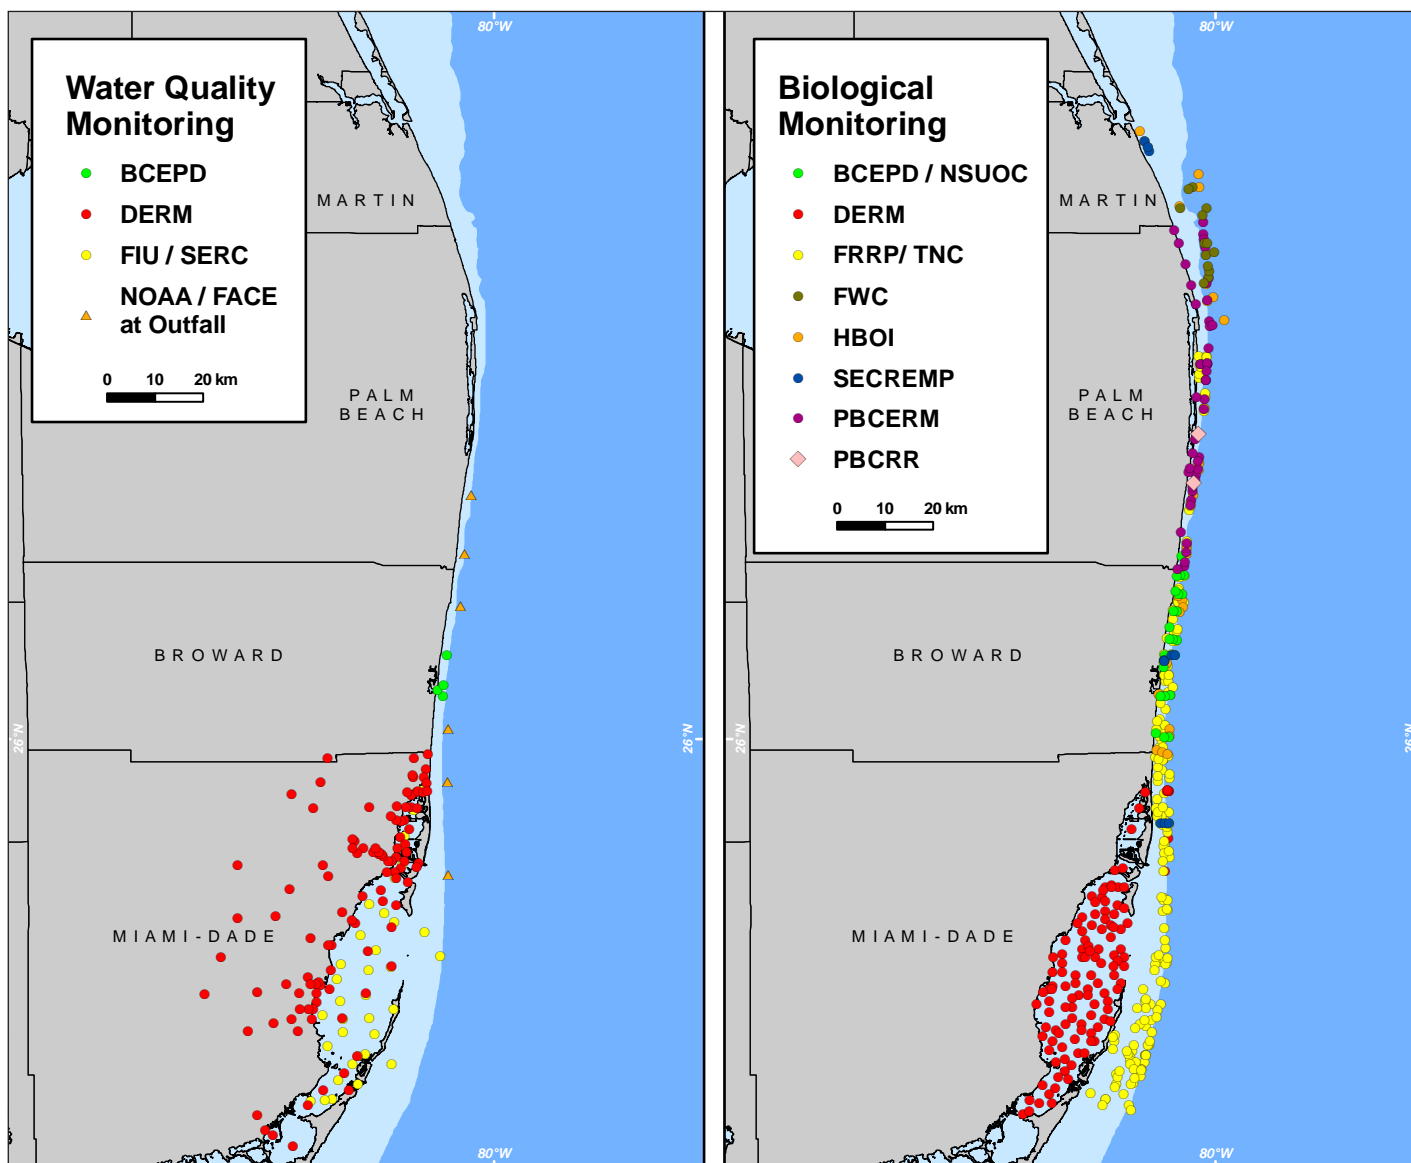 80°W
Water Quality
Monitoring
BCEPD
DERM
FIU / SERC
NOAA / FACE
at Outfall
0 10 20 km
MARTIN
PALM
BEACH
BROWARD
26°N
26°N
MIAMI-DADE
80°W
80°W
Biological
Monitoring
BCEPD / NSUOC
DERM
FRRP/ TNC
FWC
HBOI
SECREMP
PBCERM
PBCRR
0 10 20 km
MARTIN
PALM
BEACH
BROWARD
26°N
26°N
MIAMI-DADE
80°W